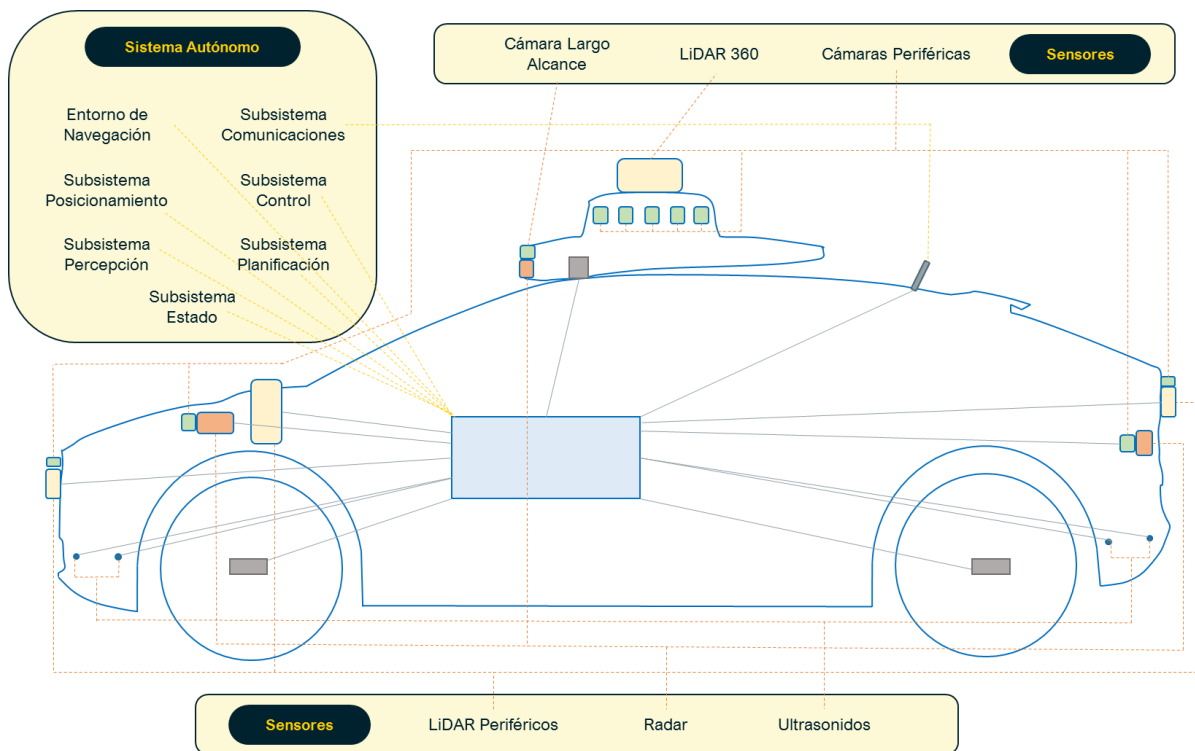 Sistema Autónomo
Entorno de
Navegación
Subsistema
Comunicaciones
Subsistema
Posicionamiento
Subsistema
Control
Subsistema
Percepción
Subsistema
Planificación
Subsistema
Estado
Cámara Largo
Alcance
LiDAR 360
Cámaras Periféricas
Sensores
Sensores
LiDAR Periféricos
Radar
Ultrasonidos